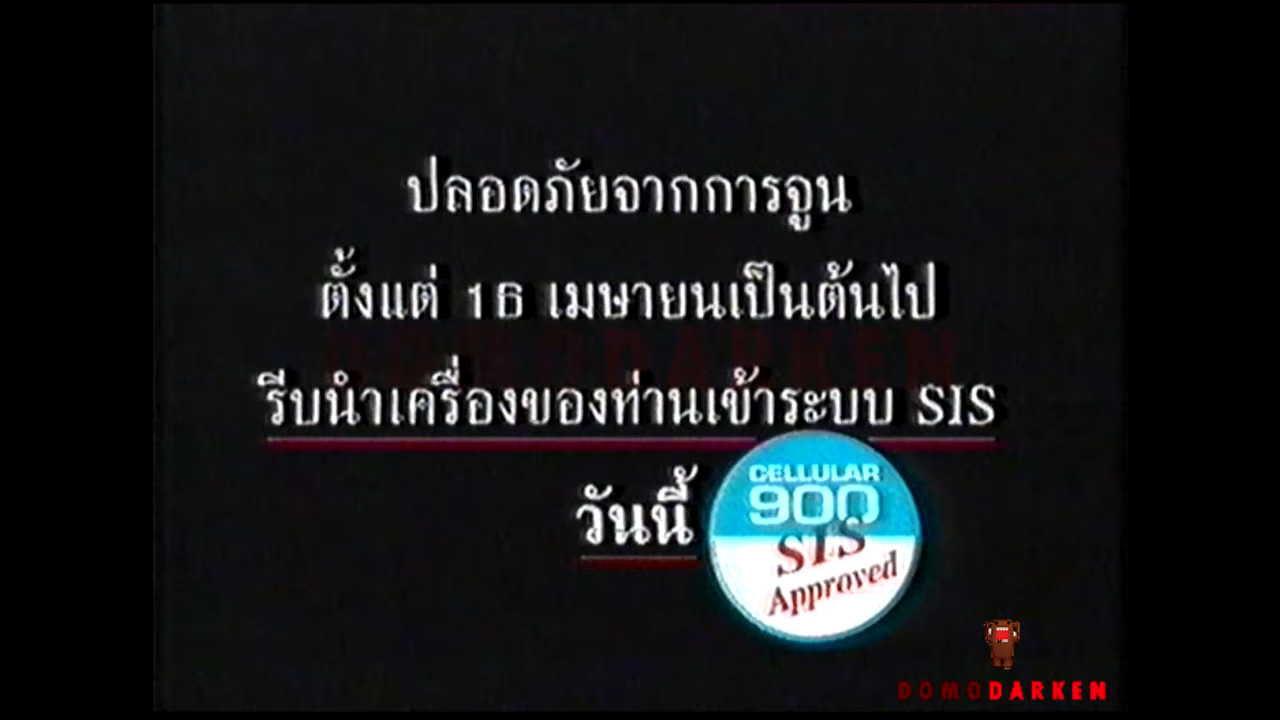 ปลอดภัยจากการจูน
ตั้งแต่ 16 เมษายนเป็นต้นไป
รีบนำเครื่องของท่านเข้าระบบ SIS
วันนี้
CELLULAR
900
SIS
Approved
DOMODARKEN
DOMODARKEN